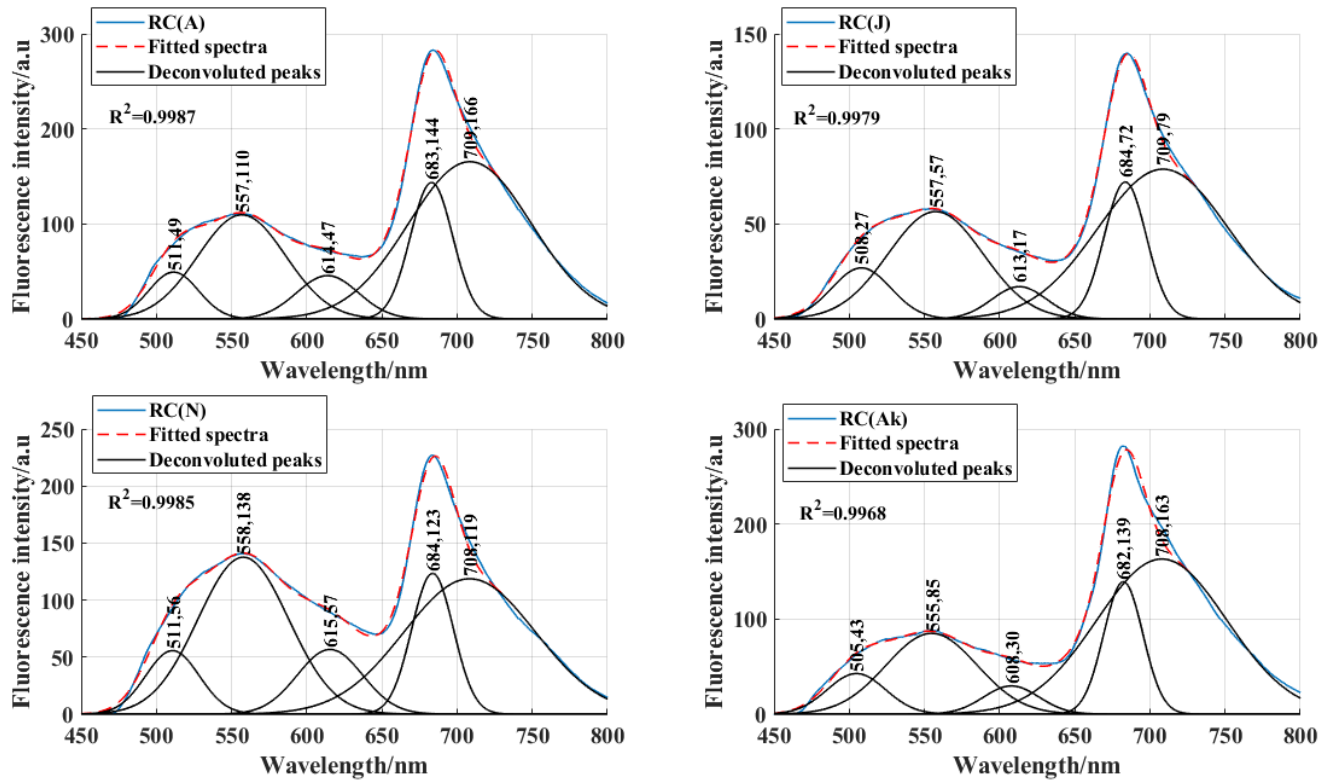 RC(A)
Fitted spectra
Deconvoluted peaks
R²=0.9987
Fluorescence intensity/a.u
300
200
100
0
511,49
557,110
614,47
683,144
709,166
450 500 550 600 650 700 750 800
Wavelength/nm
RC(J)
Fitted spectra
Deconvoluted peaks
R²=0.9979
Fluorescence intensity/a.u
150
100
50
0
508,27
557,57
613,17
684,72
709,79
450 500 550 600 650 700 750 800
Wavelength/nm
RC(N)
Fitted spectra
Deconvoluted peaks
R²=0.9985
Fluorescence intensity/a.u
250
200
150
100
50
0
511,56
558,138
615,57
684,123
708,119
450 500 550 600 650 700 750 800
Wavelength/nm
RC(Ak)
Fitted spectra
Deconvoluted peaks
R²=0.9968
Fluorescence intensity/a.u
300
200
100
0
505,43
555,85
608,30
682,139
708,163
450 500 550 600 650 700 750 800
Wavelength/nm